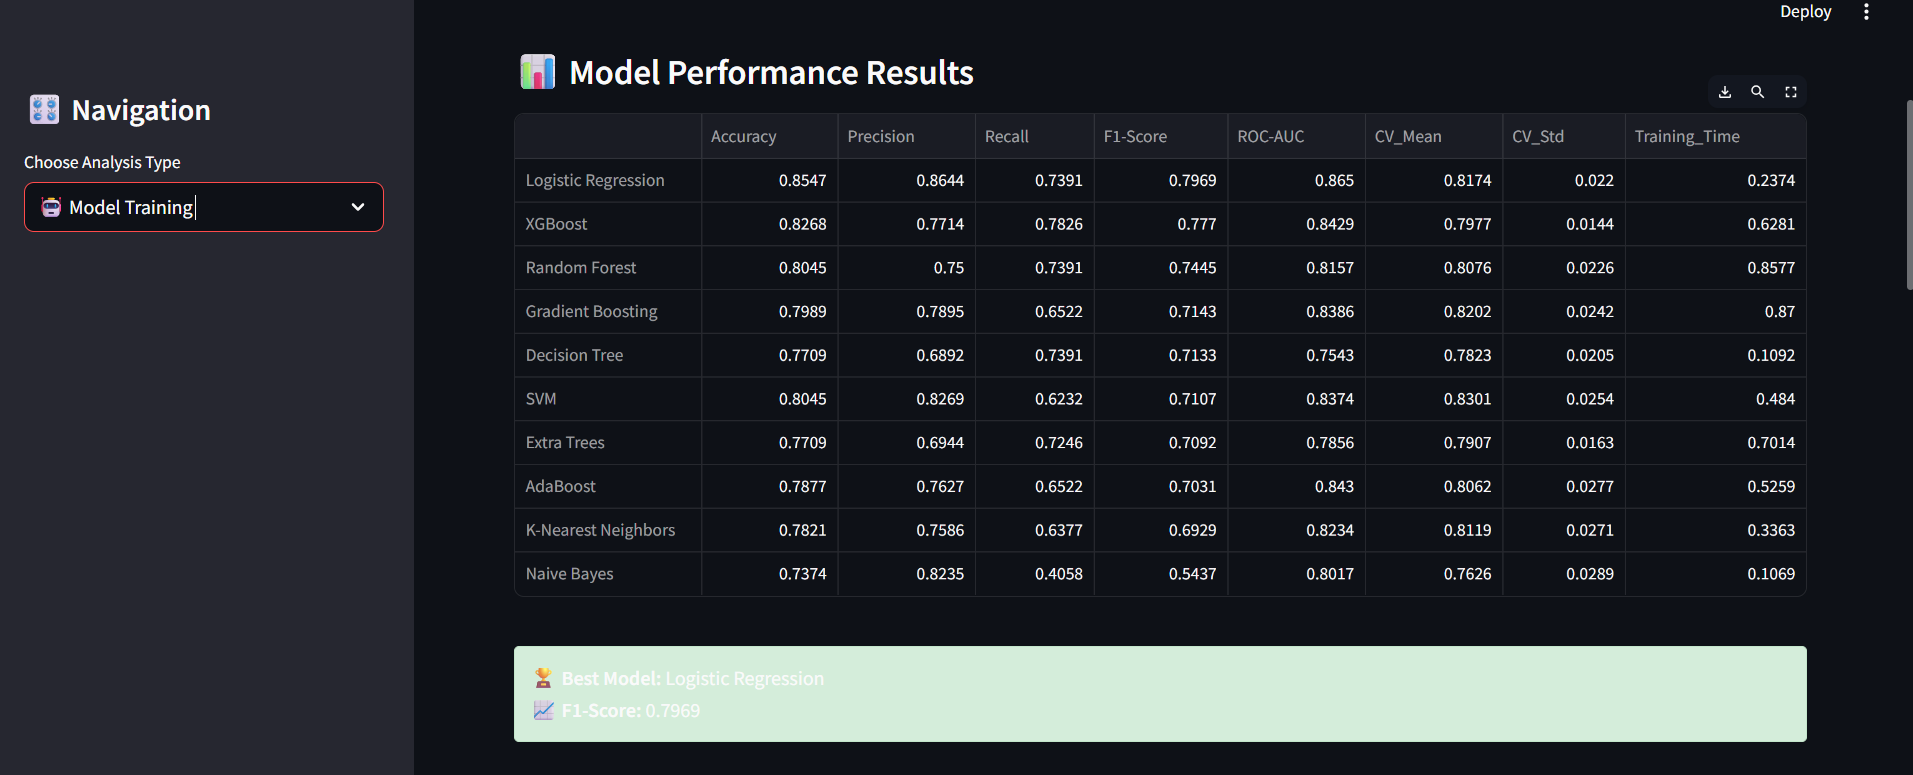 Deploy
Navigation
Choose Analysis Type
Model Training
Model Performance Results
Accuracy Precision Recall F1-Score ROC-AUC CV_Mean CV_Std Training_Time
Logistic Regression 0.8547 0.8644 0.7391 0.7969 0.865 0.8174 0.022 0.2374
XGBoost 0.8268 0.7714 0.7826 0.777 0.8429 0.7977 0.0144 0.6281
Random Forest 0.8045 0.75 0.7391 0.7445 0.8157 0.8076 0.0226 0.8577
Gradient Boosting 0.7989 0.7895 0.6522 0.7143 0.8386 0.8202 0.0242 0.87
Decision Tree 0.7709 0.6892 0.7391 0.7133 0.7543 0.7823 0.0205 0.1092
SVM 0.8045 0.8269 0.6232 0.7107 0.8374 0.8301 0.0254 0.484
Extra Trees 0.7709 0.6944 0.7246 0.7092 0.7856 0.7907 0.0163 0.7014
AdaBoost 0.7877 0.7627 0.6522 0.7031 0.843 0.8062 0.0277 0.5259
K-Nearest Neighbors 0.7821 0.7586 0.6377 0.6929 0.8234 0.8119 0.0271 0.3363
Naive Bayes 0.7374 0.8235 0.4058 0.5437 0.8017 0.7626 0.0289 0.1069
Best Model: Logistic Regression
F1-Score: 0.7969